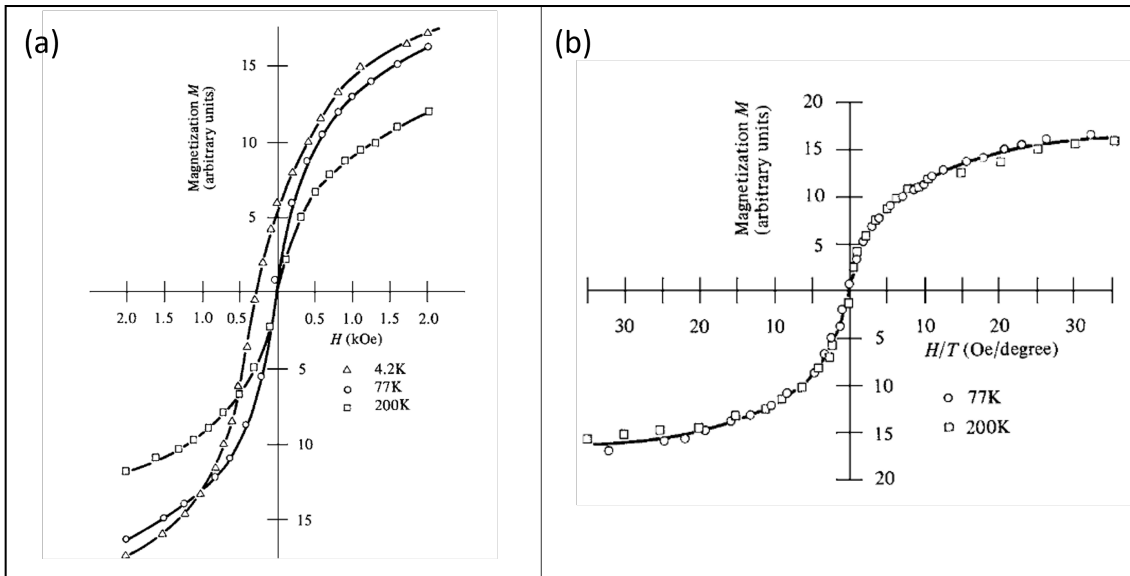 (a)
Magnetization M
(arbitrary units)
15
10
5
2.0 1.5 1.0 0.5 0.5 1.0 1.5 2.0
H (kOe)
5
4.2K
77K
200K
10
15
(b)
Magnetization M
(arbitrary units)
20
15
10
5
30 20 10 10 20 30
H/T (Oe/degree)
5
10
77K
15
200K
20